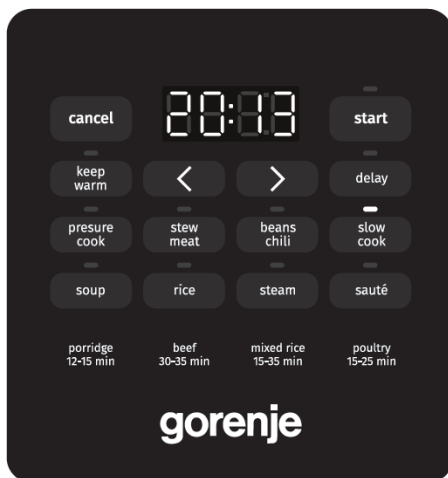 cancel
20:13
start
keep
warm
<
>
delay
presure
cook
stew
meat
beans
chili
slow
cook
soup
rice
steam
sauté
porridge
12-15 min
beef
30-35 min
mixed rice
15-35 min
poultry
15-25 min
gorenje